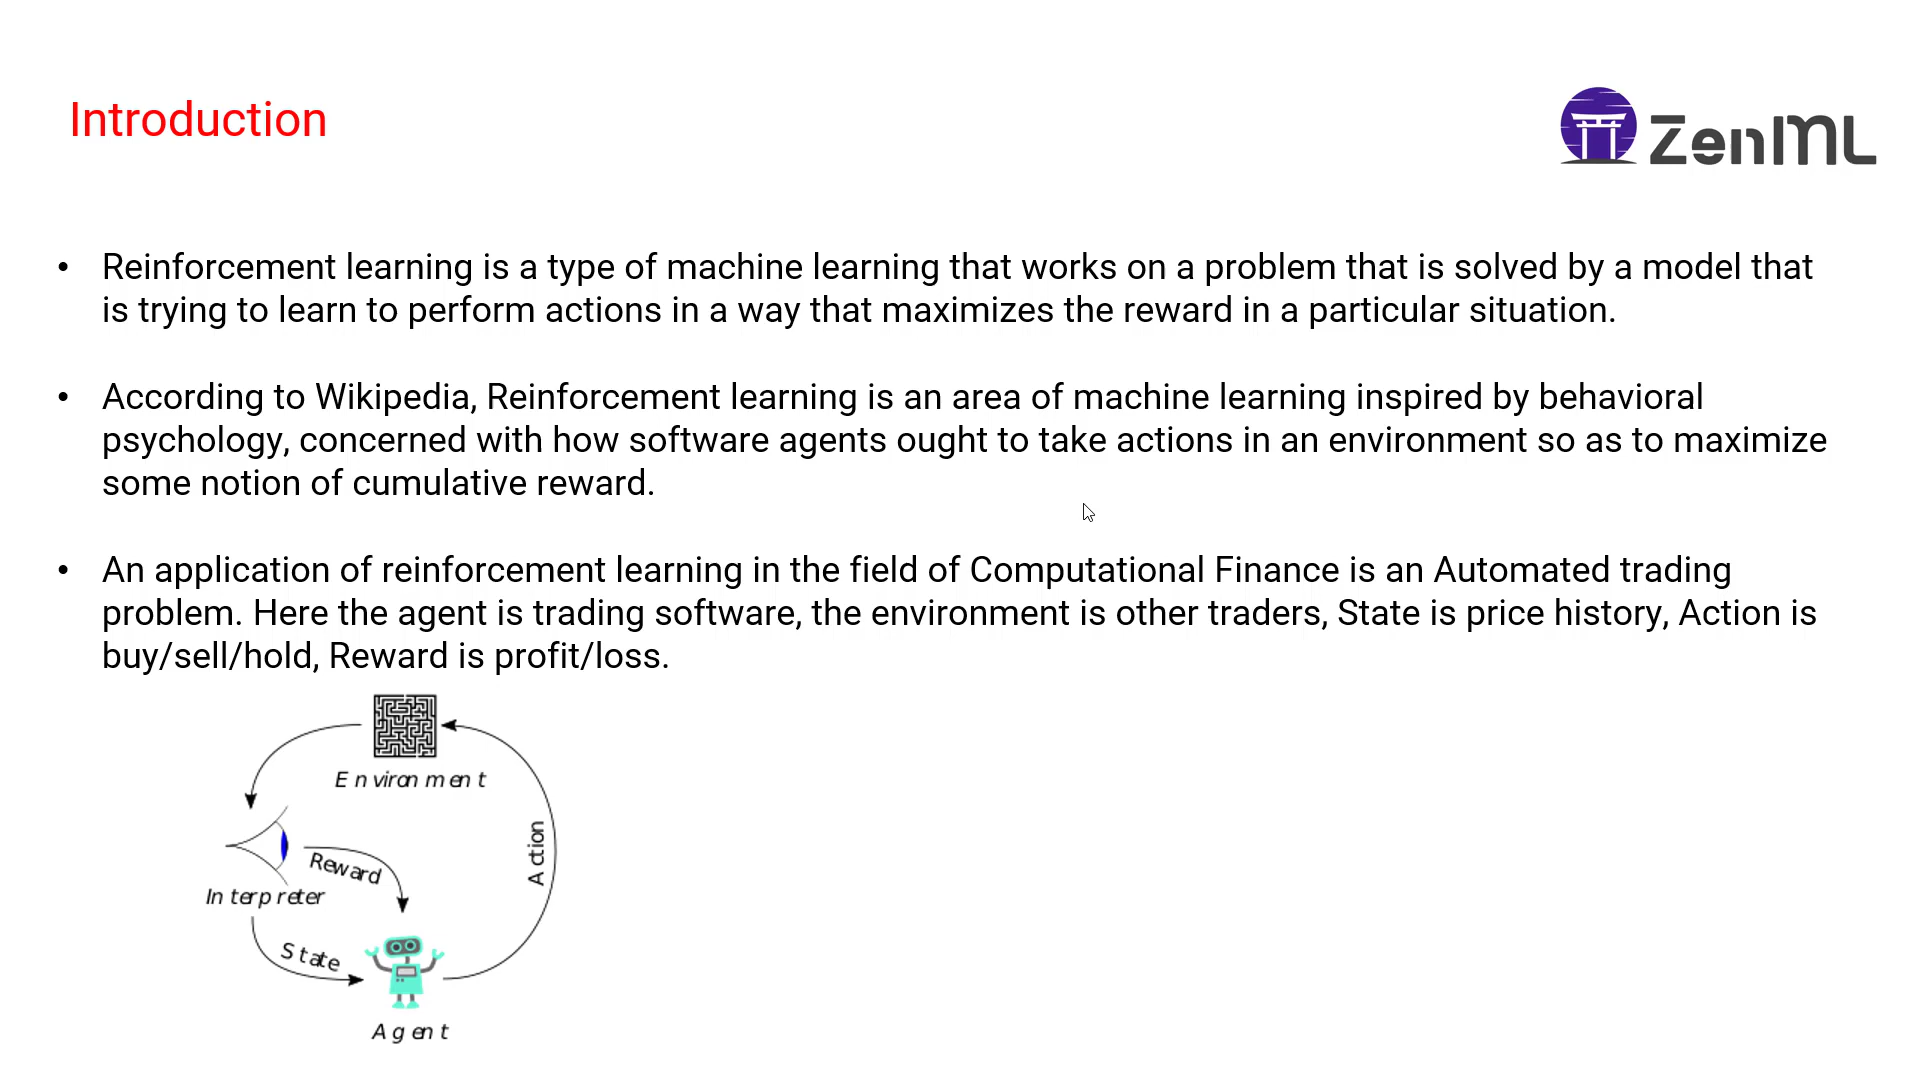 Introduction
ZenML
• Reinforcement learning is a type of machine learning that works on a problem that is solved by a model that
is trying to learn to perform actions in a way that maximizes the reward in a particular situation.
• According to Wikipedia, Reinforcement learning is an area of machine learning inspired by behavioral
psychology, concerned with how software agents ought to take actions in an environment so as to maximize
some notion of cumulative reward.
• An application of reinforcement learning in the field of Computational Finance is an Automated trading
problem. Here the agent is trading software, the environment is other traders, State is price history, Action is
buy/sell/hold, Reward is profit/loss.
Environment
Action
Reward
Interpreter
State
Agent